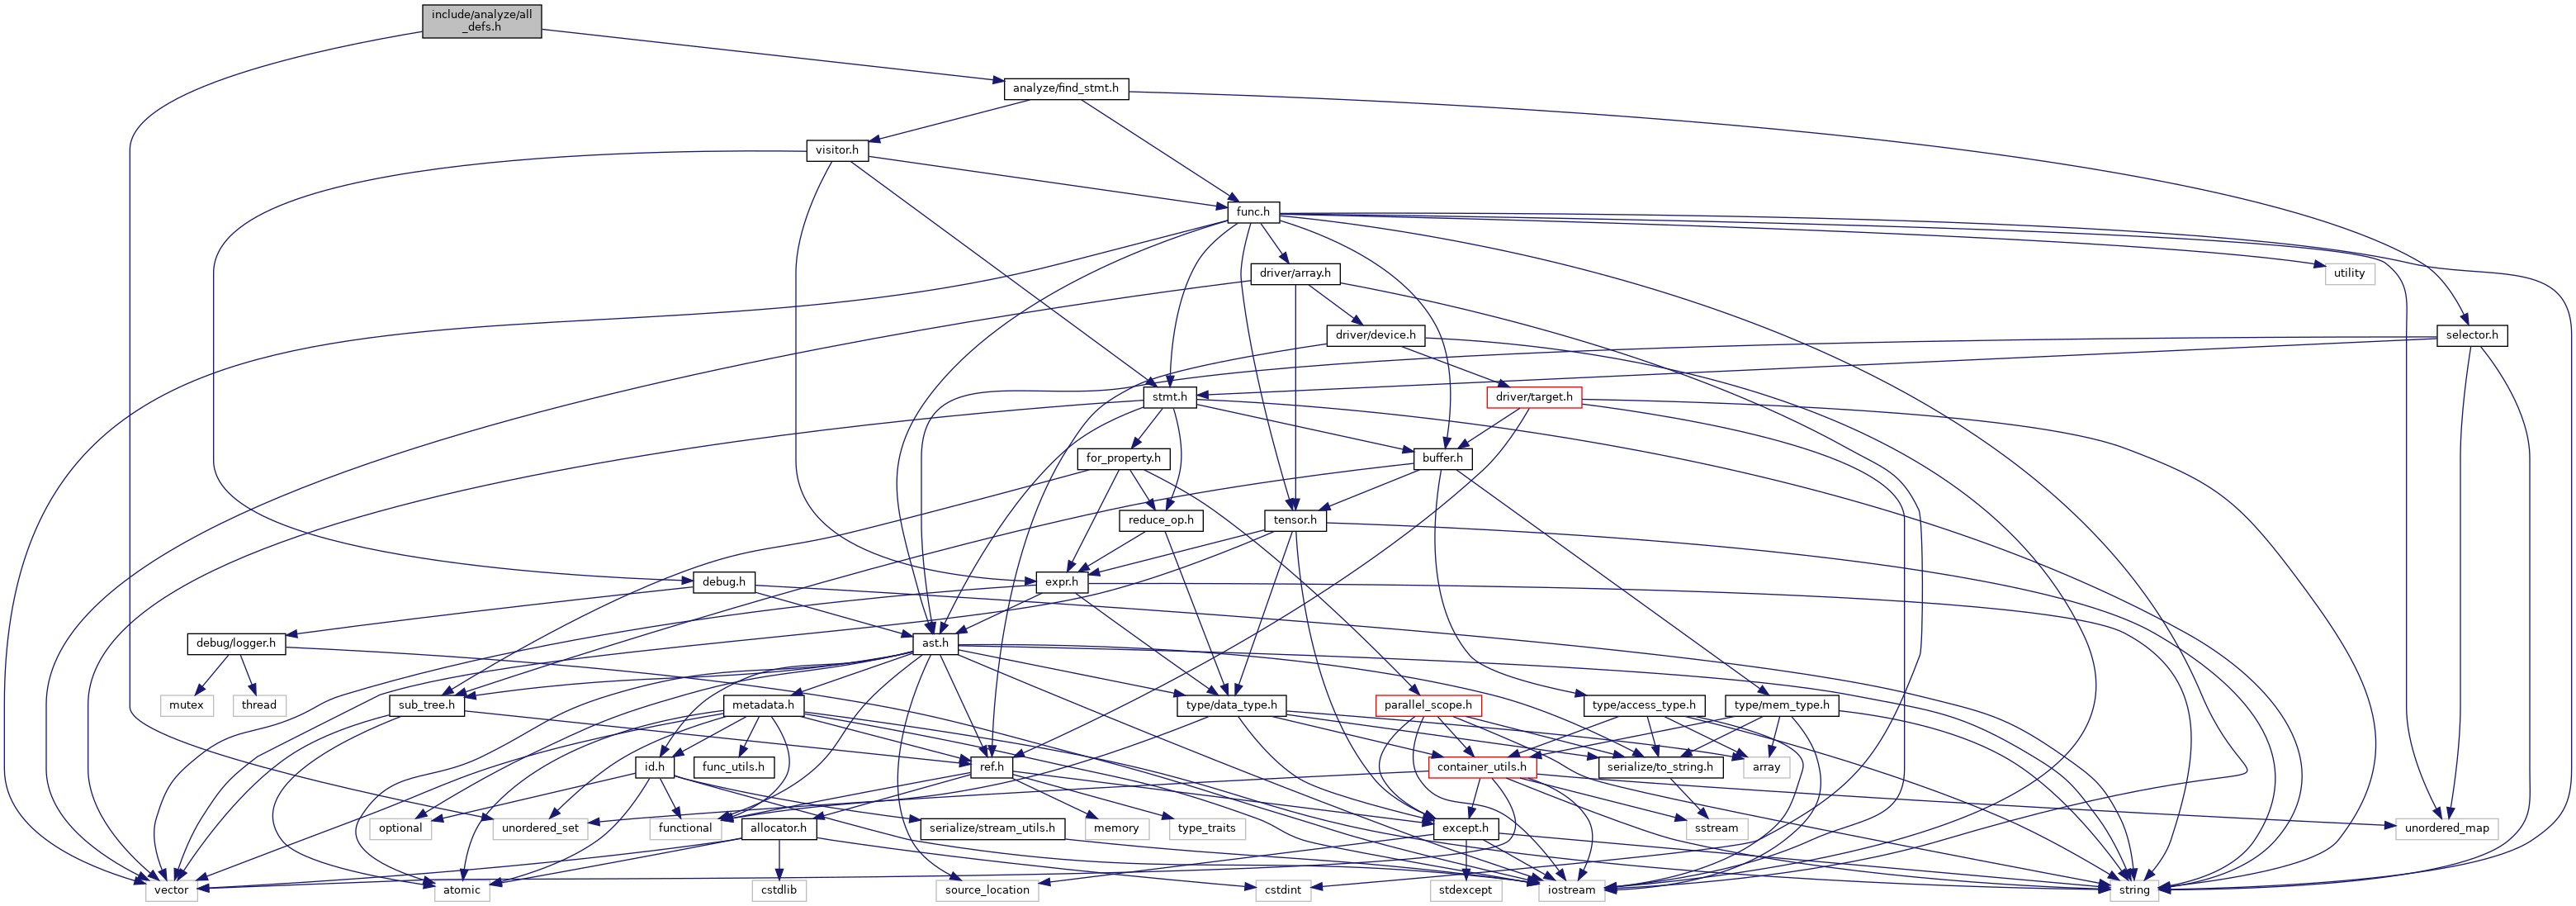 include/analyze/all
_defs.h
analyze/find_stmt.h
visitor.h
func.h
driver/array.h
utility
driver/device.h
selector.h
stmt.h
driver/target.h
for_property.h
buffer.h
reduce_op.h
tensor.h
debug.h
expr.h
debug/logger.h
ast.h
mutex
thread
sub_tree.h
metadata.h
type/data_type.h
parallel_scope.h
type/access_type.h
type/mem_type.h
id.h
func_utils.h
ref.h
container_utils.h
serialize/to_string.h
array
optional
unordered_set
functional
allocator.h
serialize/stream_utils.h
memory
type_traits
except.h
sstream
unordered_map
vector
atomic
cstdlib
source_location
cstdint
stdexcept
iostream
string